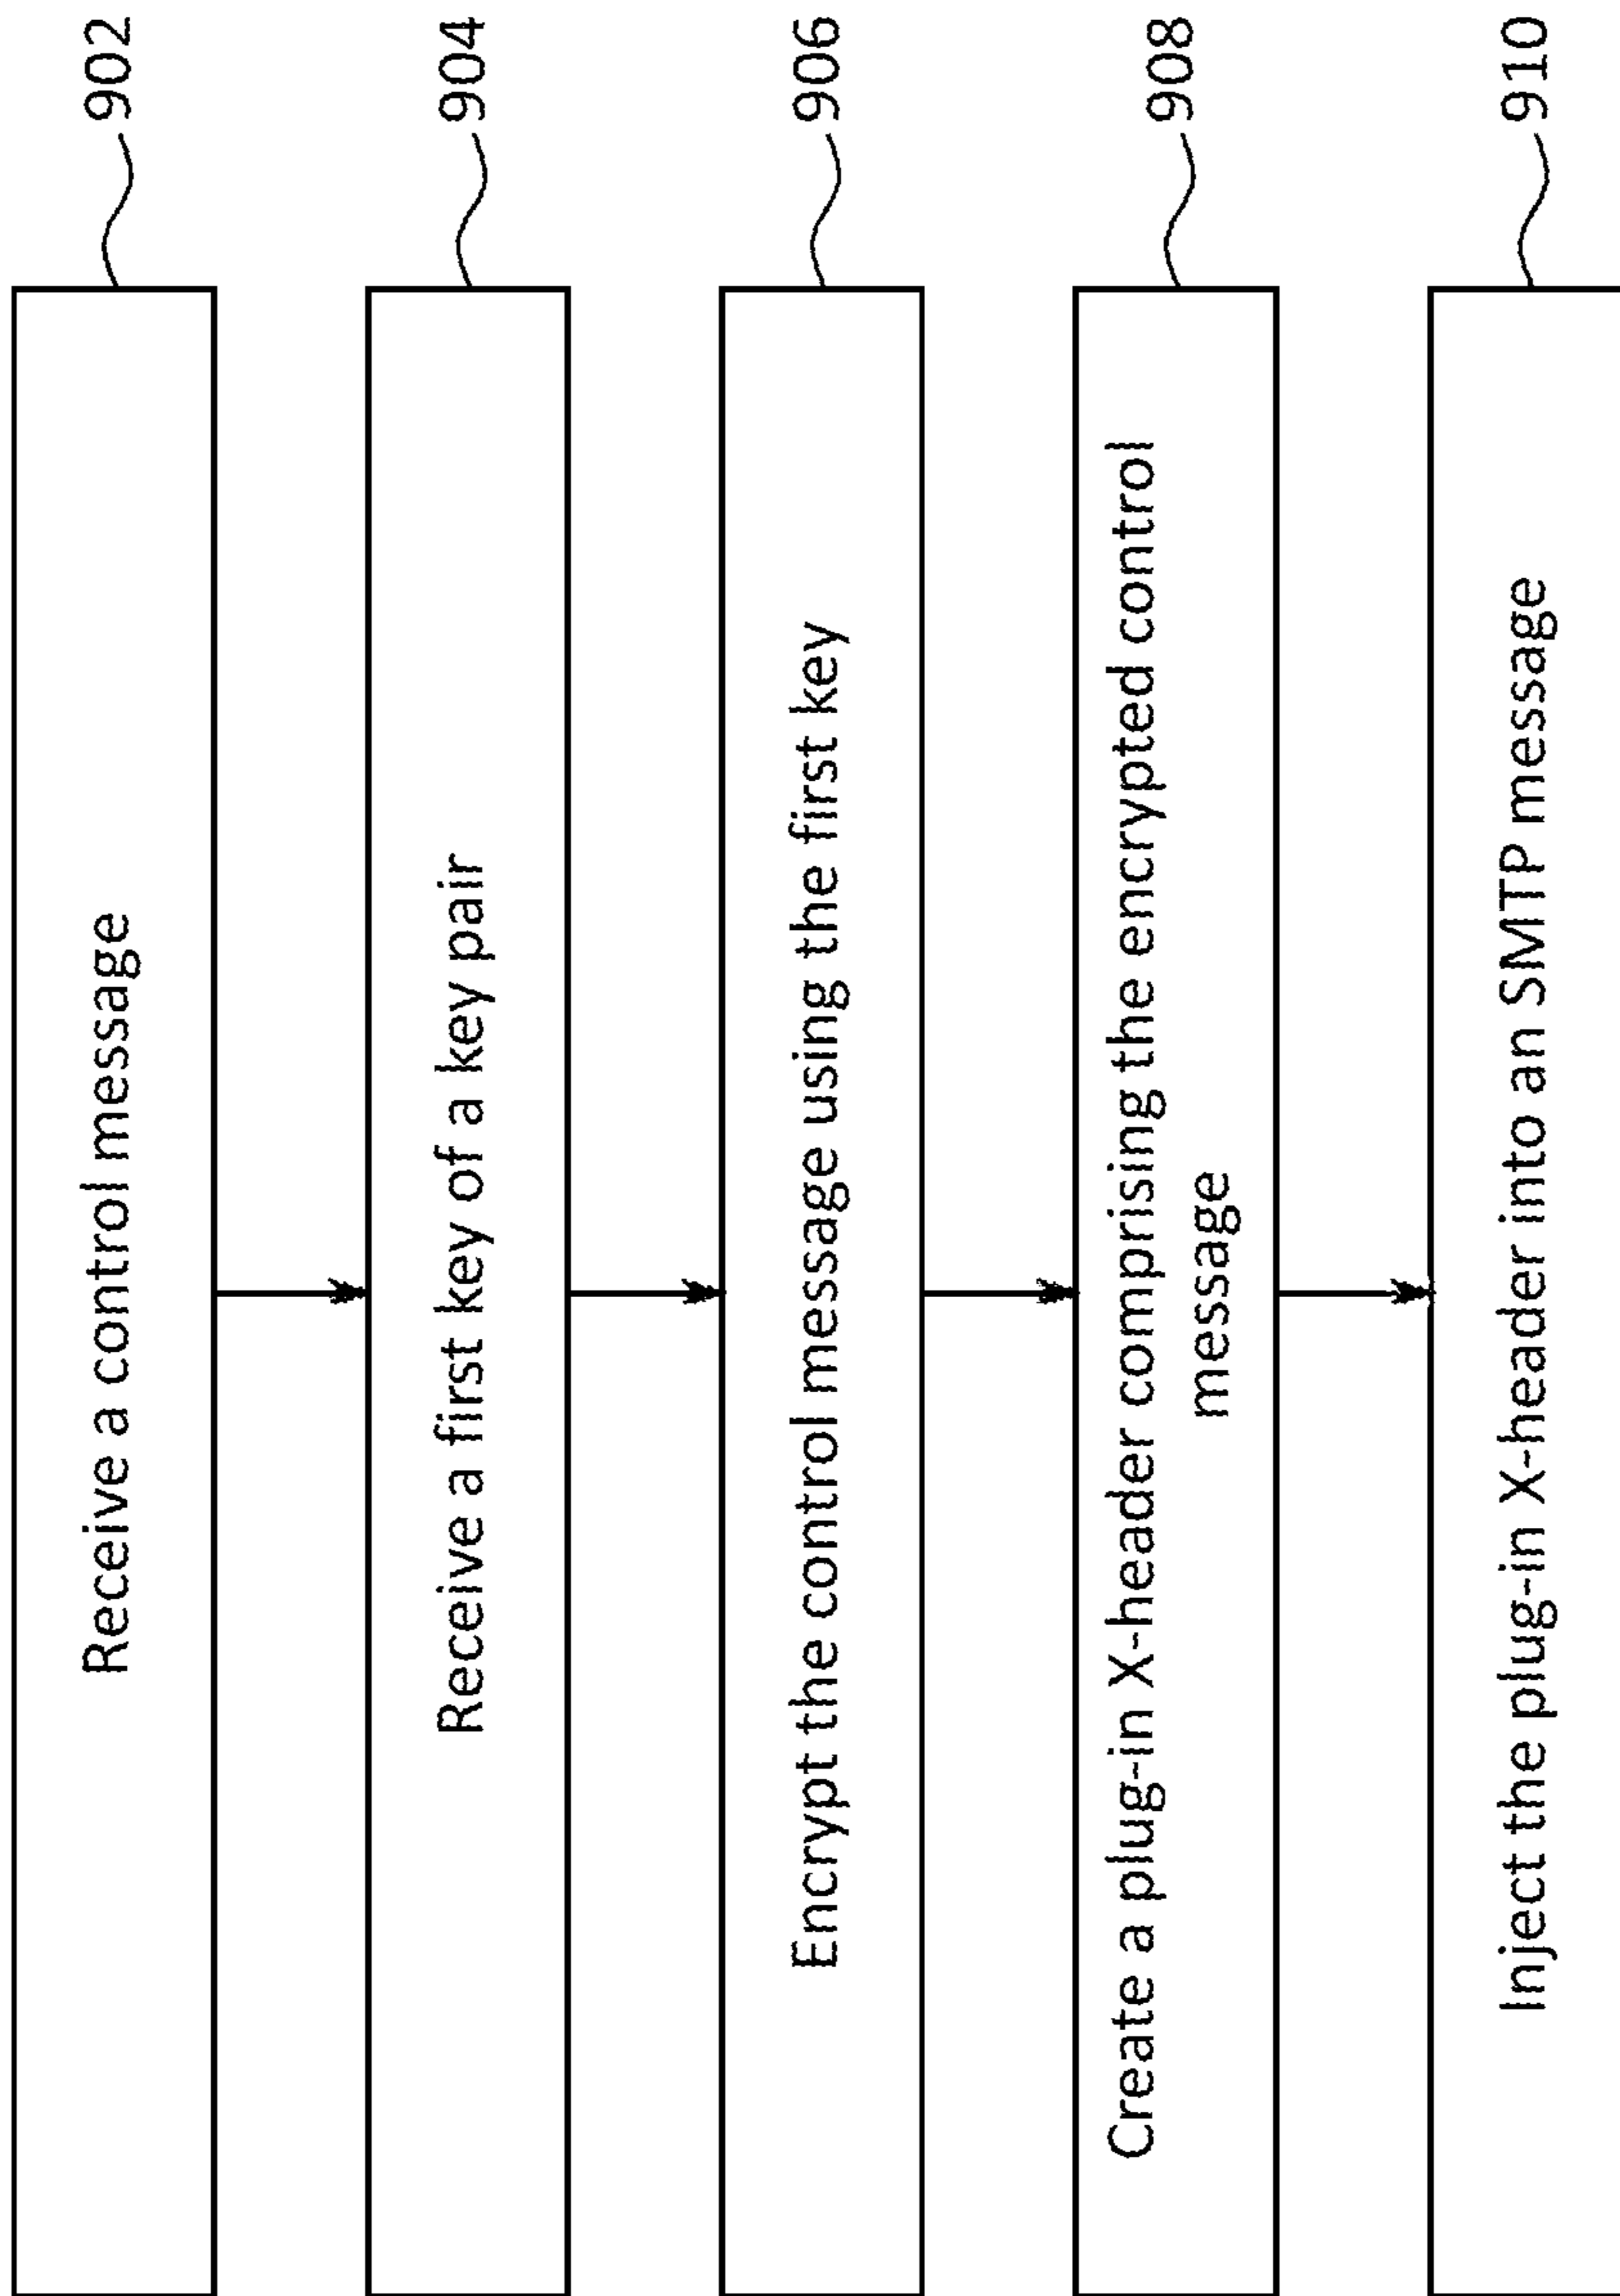 Receive a control message
902
Receive a first key of a key pair
904
Encrypt the control message using the first key
906
Create a plug-in X-header comprising the encrypted control
message
908
Inject the plug-in X-header into an SMTP message
910